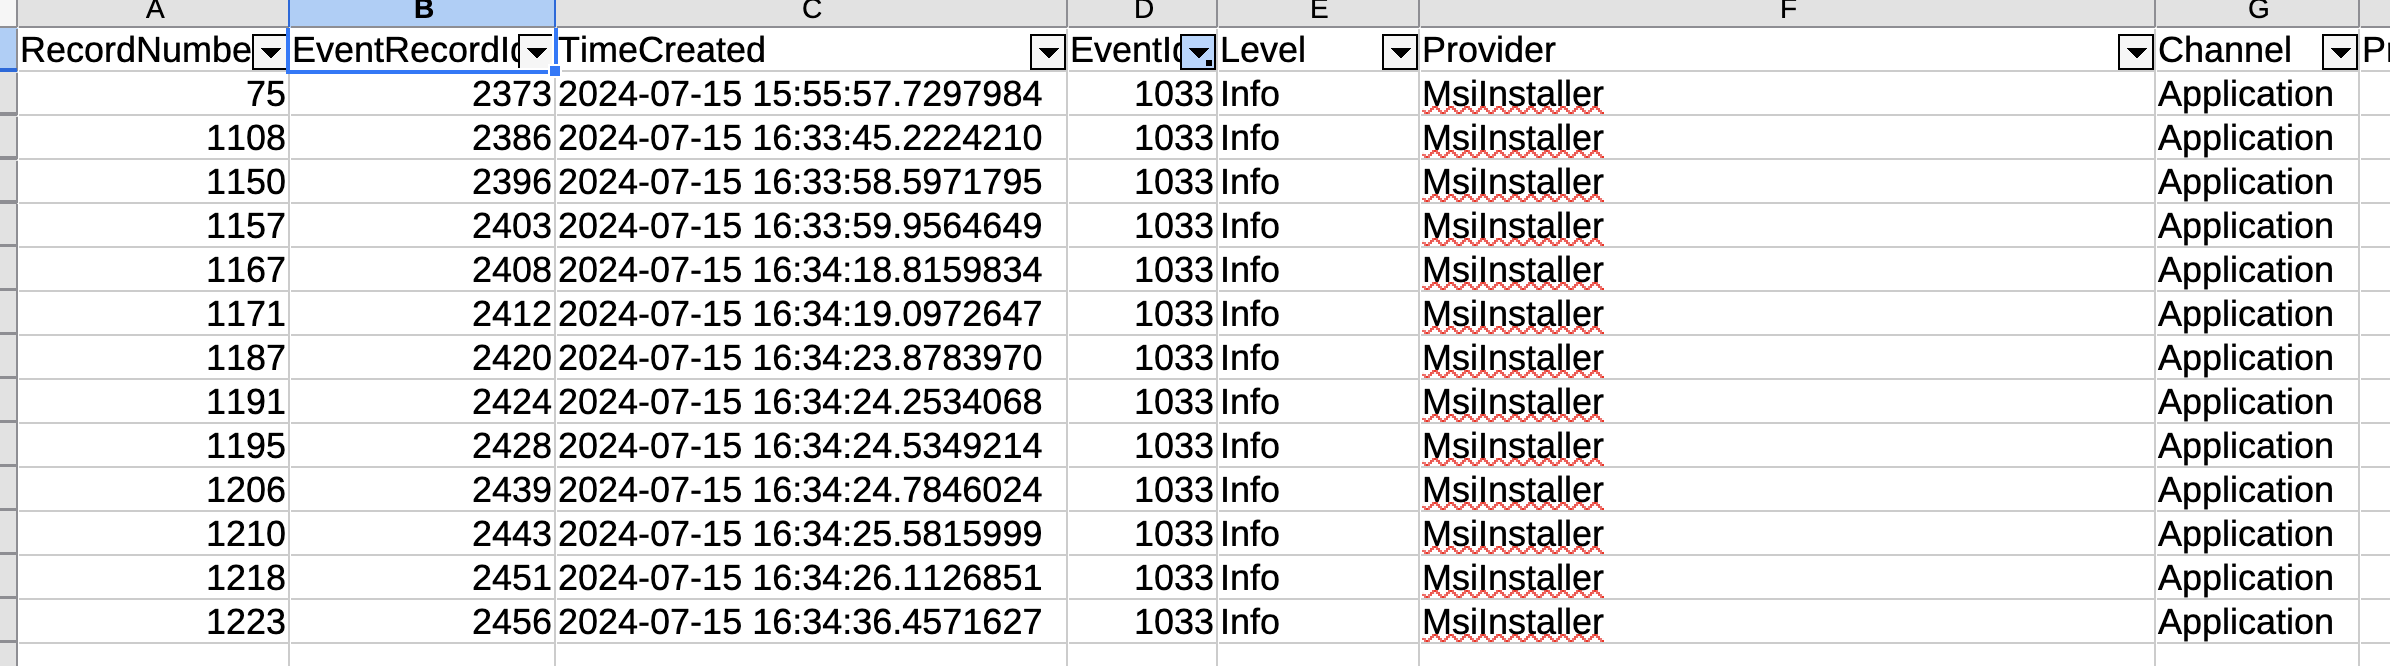 A B C D E F G
RecordNumbe EventRecordId TimeCreated EventId Level Provider Channel Pr
75 2373 2024-07-15 15:55:57.7297984 1033 Info MsiInstaller Application
1108 2386 2024-07-15 16:33:45.2224210 1033 Info MsiInstaller Application
1150 2396 2024-07-15 16:33:58.5971795 1033 Info MsiInstaller Application
1157 2403 2024-07-15 16:33:59.9564649 1033 Info MsiInstaller Application
1167 2408 2024-07-15 16:34:18.8159834 1033 Info MsiInstaller Application
1171 2412 2024-07-15 16:34:19.0972647 1033 Info MsiInstaller Application
1187 2420 2024-07-15 16:34:23.8783970 1033 Info MsiInstaller Application
1191 2424 2024-07-15 16:34:24.2534068 1033 Info MsiInstaller Application
1195 2428 2024-07-15 16:34:24.5349214 1033 Info MsiInstaller Application
1206 2439 2024-07-15 16:34:24.7846024 1033 Info MsiInstaller Application
1210 2443 2024-07-15 16:34:25.5815999 1033 Info MsiInstaller Application
1218 2451 2024-07-15 16:34:26.1126851 1033 Info MsiInstaller Application
1223 2456 2024-07-15 16:34:36.4571627 1033 Info MsiInstaller Application